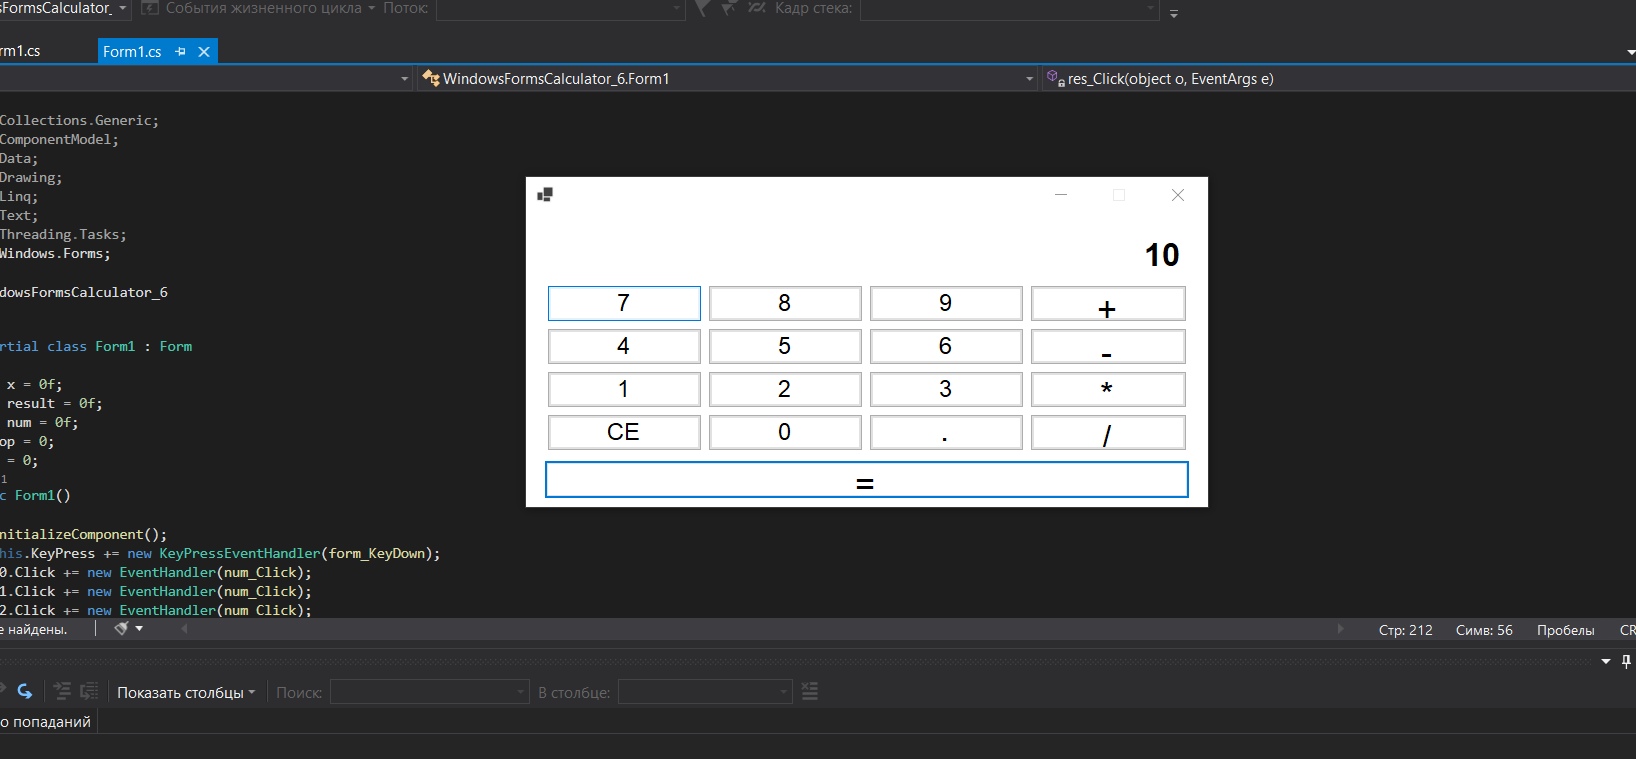 sFormsCalculator_ События жизненного цикла Поток: Кадр стека:
rm1.cs Form1.cs
WindowsFormsCalculator_6.Form1 res_Click(object o, EventArgs e)
Collections.Generic;
ComponentModel;
Data;
Drawing;
Linq;
Text;
Threading.Tasks;
Windows.Forms;
dowsFormsCalculator_6
rtial class Form1 : Form
x = 0f;
result = 0f;
num = 0f;
op = 0;
= 0;
1
c Form1()
nitializeComponent();
his.KeyPress += new KeyPressEventHandler(form_KeyDown);
0.Click += new EventHandler(num_Click);
1.Click += new EventHandler(num_Click);
2.Click += new EventHandler(num_Click);
10
7 8 9 +
4 5 6 -
1 2 3 *
CE 0 . /
=
е найдены. Стр: 212 Симв: 56 Пробелы CR
Показать столбцы Поиск: В столбце:
о попаданий